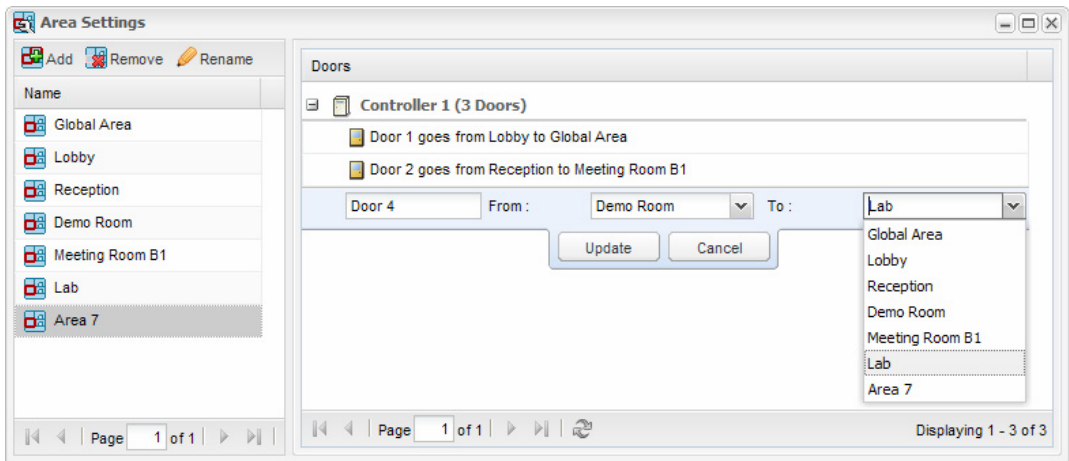 Area Settings
Add Remove Rename
Name
Global Area
Lobby
Reception
Demo Room
Meeting Room B1
Lab
Area 7
Page 1 of 1
Doors
Controller 1 (3 Doors)
Door 1 goes from Lobby to Global Area
Door 2 goes from Reception to Meeting Room B1
Door 4 From : Demo Room To : Lab
Update Cancel
Global Area
Lobby
Reception
Demo Room
Meeting Room B1
Lab
Area 7
Page 1 of 1 Displaying 1 - 3 of 3